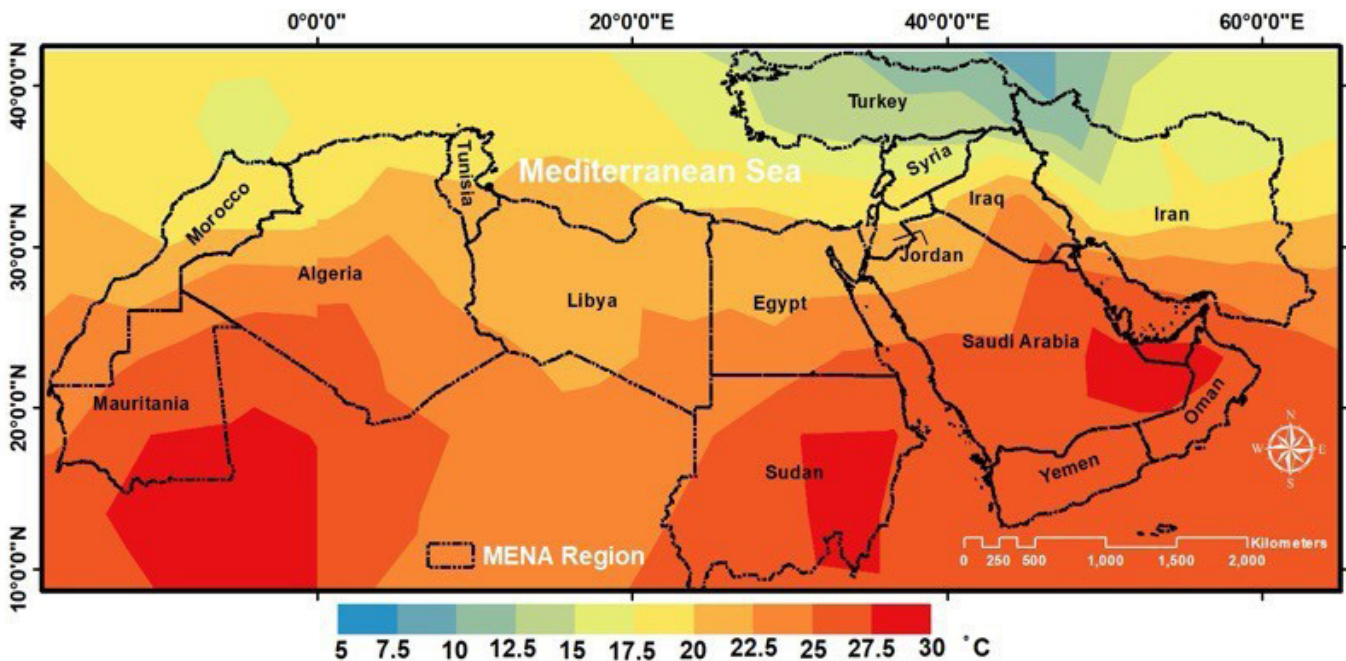 0°0'0" 20°0'0"E 40°0'0"E 60°0'0"E
40°0'0"N
30°0'0"N
20°0'0"N
10°0'0"N
Turkey
Syria
Tunisia
Mediterranean Sea
Morocco
Iraq
Iran
Jordan
Algeria
Libya
Egypt
Saudi Arabia
Mauritania
Oman
Sudan
Yemen
N
W E
S
MENA Region
Kilometers
0 250 500 1,000 1,500 2,000
5 7.5 10 12.5 15 17.5 20 22.5 25 27.5 30 °C